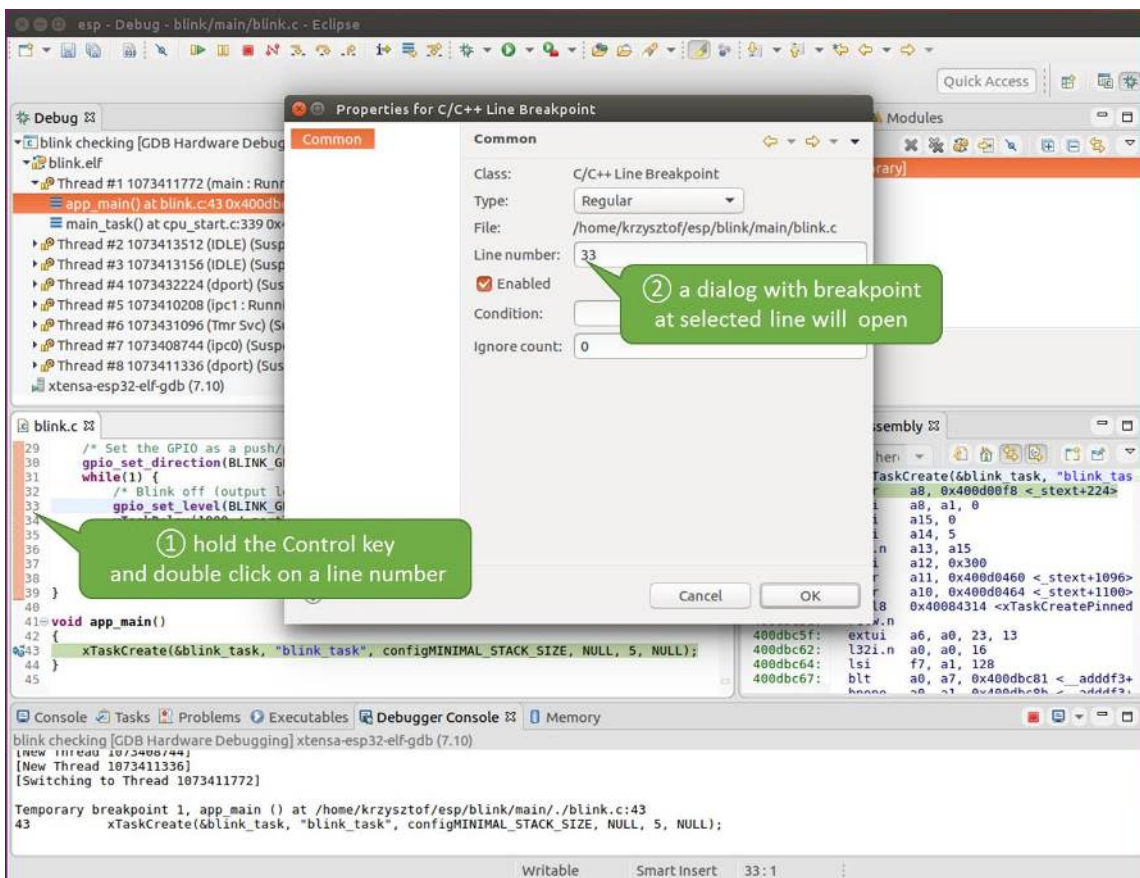 esp - Debug - blink/main/blink.c - Eclipse
Quick Access
Debug
blink checking [GDB Hardware Debug
blink.elf
Thread #1 1073411772 (main : Runn
app_main() at blink.c:43 0x400db
main_task() at cpu_start.c:339 0x4
Thread #2 1073413512 (IDLE) (Susp
Thread #3 1073413156 (IDLE) (Susp
Thread #4 1073432224 (dport) (Sus
Thread #5 1073410208 (ipc1 : Runni
Thread #6 1073431096 (Tmr Svc) (S
Thread #7 1073408744 (ipc0) (Susp
Thread #8 1073411336 (dport) (Sus
xtensa-esp32-elf-gdb (7.10)
Modules
rary]
Properties for C/C++ Line Breakpoint
Common
Common
Class: C/C++ Line Breakpoint
Type: Regular
File: /home/krzysztof/esp/blink/main/blink.c
Line number: 33
Enabled
Condition:
Ignore count: 0
Cancel OK
② a dialog with breakpoint
at selected line will open
blink.c
29 /* Set the GPIO as a push/
30 gpio_set_direction(BLINK_G
31 while(1) {
32 /* Blink off (output l
33 gpio_set_level(BLINK_G
34
35
36
37
38
39 }
40
41 void app_main()
42 {
43 xTaskCreate(&blink_task, "blink_task", configMINIMAL_STACK_SIZE, NULL, 5, NULL);
44 }
45
① hold the Control key
and double click on a line number
sembly
her
TaskCreate(&blink_task, "blink_tas
r a8, 0x400d00f8 <_stext+224>
i a8, a1, 0
i a15, 0
i a14, 5
.n a13, a15
i a12, 0x300
r a11, 0x400d0460 <_stext+1096>
r a10, 0x400d0464 <_stext+1100>
l8 0x40084314 <xTaskCreatePinned
w.n
400dbc5f: extui a6, a0, 23, 13
400dbc62: l32i.n a0, a0, 16
400dbc64: lsi f7, a1, 128
400dbc67: blt a0, a7, 0x400dbc81 <__adddf3+
Console Tasks Problems Executables Debugger Console Memory
blink checking [GDB Hardware Debugging] xtensa-esp32-elf-gdb (7.10)
[New Thread 1073408744]
[New Thread 1073411336]
[Switching to Thread 1073411772]
Temporary breakpoint 1, app_main () at /home/krzysztof/esp/blink/main/./blink.c:43
43 xTaskCreate(&blink_task, "blink_task", configMINIMAL_STACK_SIZE, NULL, 5, NULL);
Writable Smart Insert 33 : 1